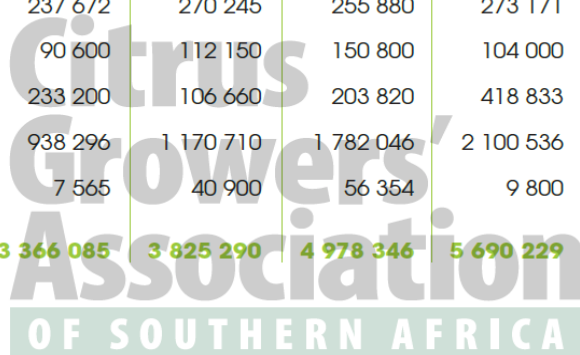 237 672 270 245 255 880 273 171
90 600 112 150 150 800 104 000
233 200 106 660 203 820 418 833
938 296 1 170 710 1 782 046 2 100 536
7 565 40 900 56 354 9 800
3 366 085 3 825 290 4 978 346 5 690 229
Citrus
Growers'
Association
OF SOUTHERN AFRICA